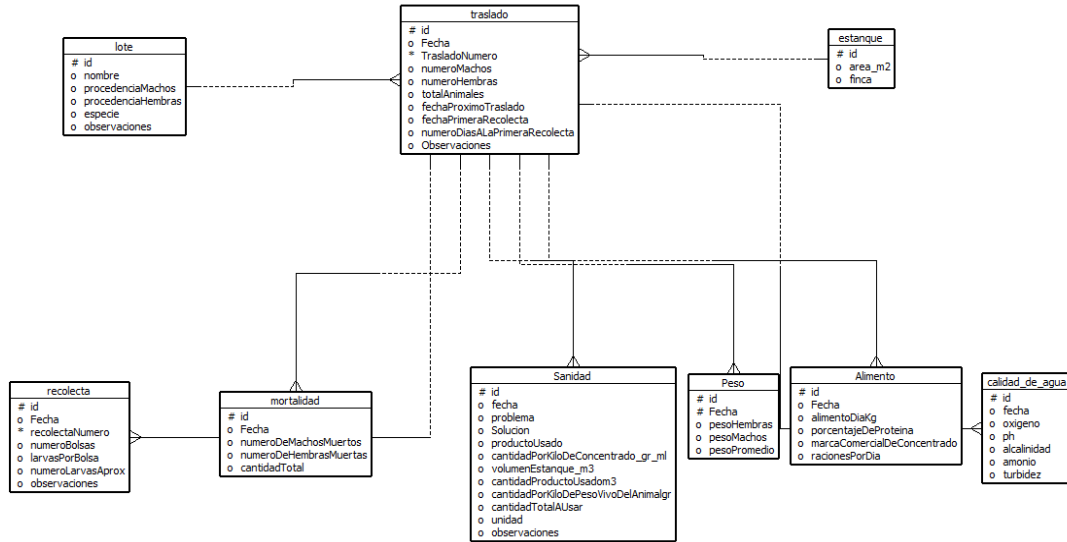 traslado
# id
o Fecha
* TrasladoNumero
o numeroMachos
o numeroHembras
o totalAnimales
o fechaProximoTraslado
o fechaPrimeraRecolecta
o numeroDiasALaPrimeraRecolecta
o Observaciones
lote
# id
o nombre
o procedenciaMachos
o procedenciaHembras
o especie
o observaciones
estanque
# id
o area_m2
o finca
recolecta
# id
o Fecha
* recolectaNumero
o numeroBolsas
o larvasPorBolsa
o numeroLarvasAprox
o observaciones
mortalidad
# id
o Fecha
o numeroDeMachosMuertos
o numeroDeHembrasMuertas
o cantidadTotal
Sanidad
# id
o fecha
o problema
o Solucion
o productoUsado
o cantidadPorKiloDeConcentrado_gr_ml
o volumenEstanque_m3
o cantidadProductoUsadom3
o cantidadPorKiloDePesoVivoDelAnimalgr
o cantidadTotalAUsar
o unidad
o observaciones
Peso
# id
# Fecha
o pesoHembras
o pesoMachos
o pesoPromedio
Alimento
# id
o Fecha
o alimentoDiaKg
o porcentajeDeProteina
o marcaComercialDeConcentrado
o racionesPorDia
calidad_de_agua
# id
o fecha
o oxigeno
o ph
o alcalinidad
o amonio
o turbidez